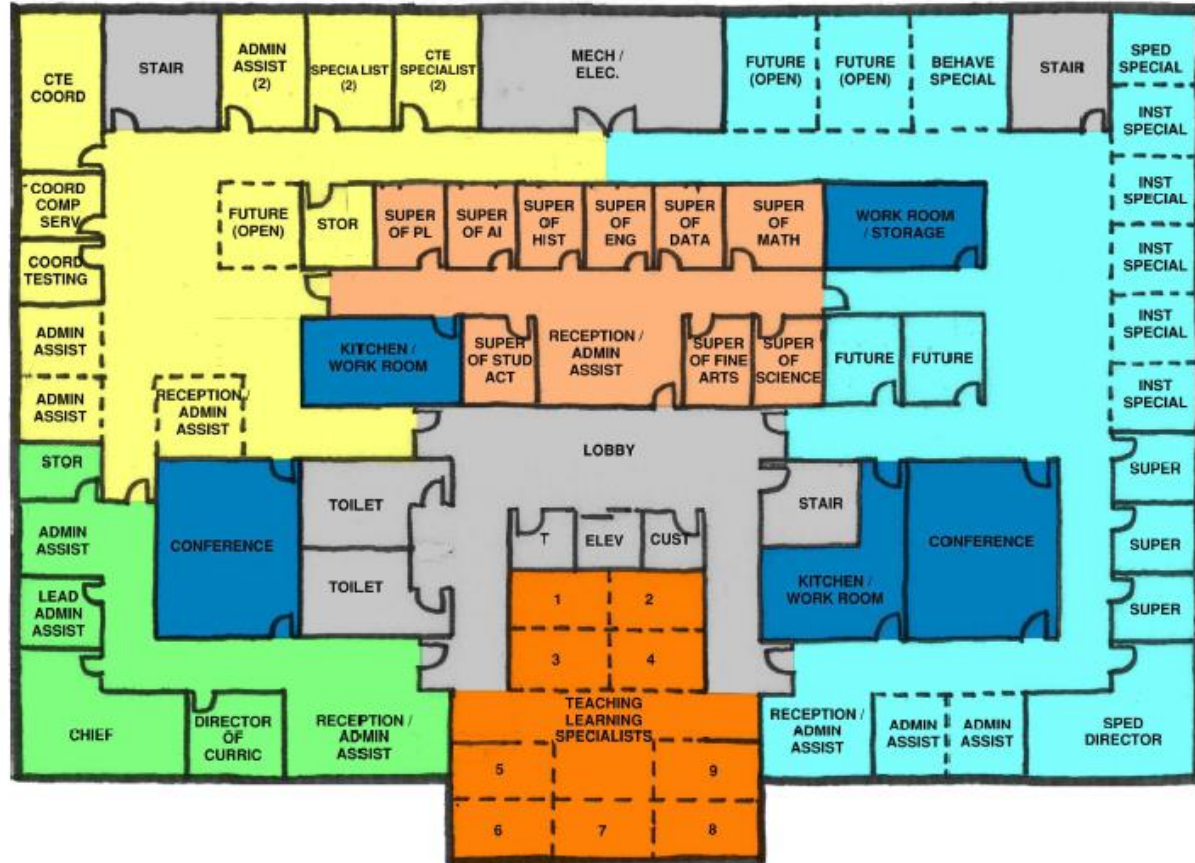 CTE
COORD
STAIR
ADMIN
ASSIST
(2)
SPECIALIST
(2)
CTE
SPECIALIST
(2)
MECH /
ELEC.
FUTURE
(OPEN)
FUTURE
(OPEN)
BEHAVE
SPECIAL
STAIR
SPED
SPECIAL
INST
SPECIAL
INST
SPECIAL
INST
SPECIAL
INST
SPECIAL
INST
SPECIAL
COORD
COMP
SERV
COORD
TESTING
FUTURE
(OPEN)
STOR
SUPER
OF PL
SUPER
OF AI
SUPER
OF
HIST
SUPER
OF
ENG
SUPER
OF
DATA
SUPER
OF
MATH
WORK ROOM
/ STORAGE
ADMIN
ASSIST
ADMIN
ASSIST
RECEPTION /
ADMIN
ASSIST
KITCHEN /
WORK ROOM
SUPER
OF STUD
ACT
RECEPTION /
ADMIN
ASSIST
SUPER
OF FINE
ARTS
SUPER
OF
SCIENCE
FUTURE
FUTURE
STOR
LOBBY
SUPER
SUPER
SUPER
ADMIN
ASSIST
LEAD
ADMIN
ASSIST
CONFERENCE
TOILET
TOILET
T
ELEV
CUST
STAIR
KITCHEN /
WORK ROOM
CONFERENCE
1
2
3
4
CHIEF
DIRECTOR
OF
CURRIC
RECEPTION /
ADMIN
ASSIST
TEACHING
LEARNING
SPECIALISTS
5
9
6
7
8
RECEPTION /
ADMIN
ASSIST
ADMIN
ASSIST
ADMIN
ASSIST
SPED
DIRECTOR